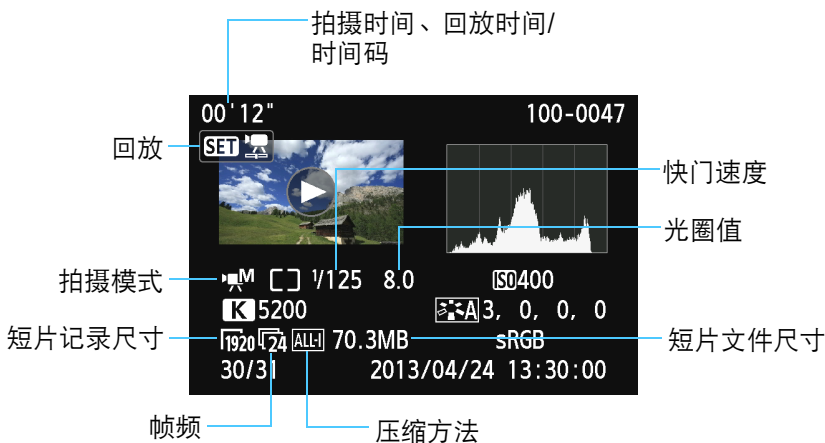 拍摄时间、回放时间/
时间码
00'12"
100-0047
回放
SET
快门速度
光圈值
拍摄模式
M
1/125
8.0
ISO400
K 5200
A 3, 0, 0, 0
短片记录尺寸
1920
24
ALL-I
70.3MB
sRGB
短片文件尺寸
30/31
2013/04/24 13:30:00
帧频
压缩方法